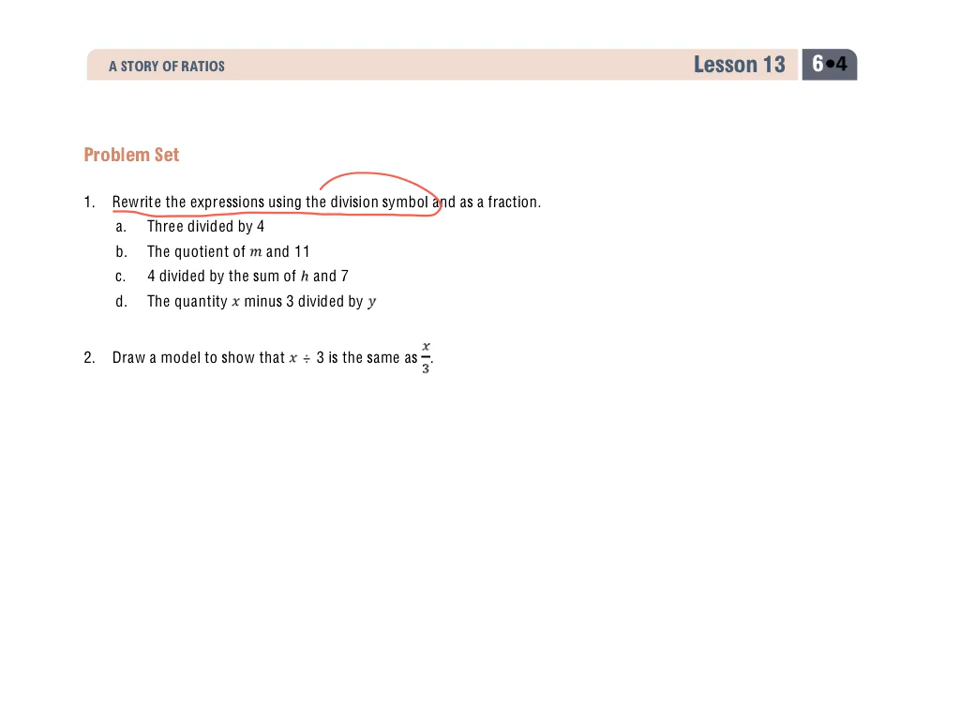 A STORY OF RATIOS Lesson 13 6•4
Problem Set
1. Rewrite the expressions using the division symbol and as a fraction.
a. Three divided by 4
b. The quotient of m and 11
c. 4 divided by the sum of h and 7
d. The quantity x minus 3 divided by y
2. Draw a model to show that x ÷ 3 is the same as x/3.